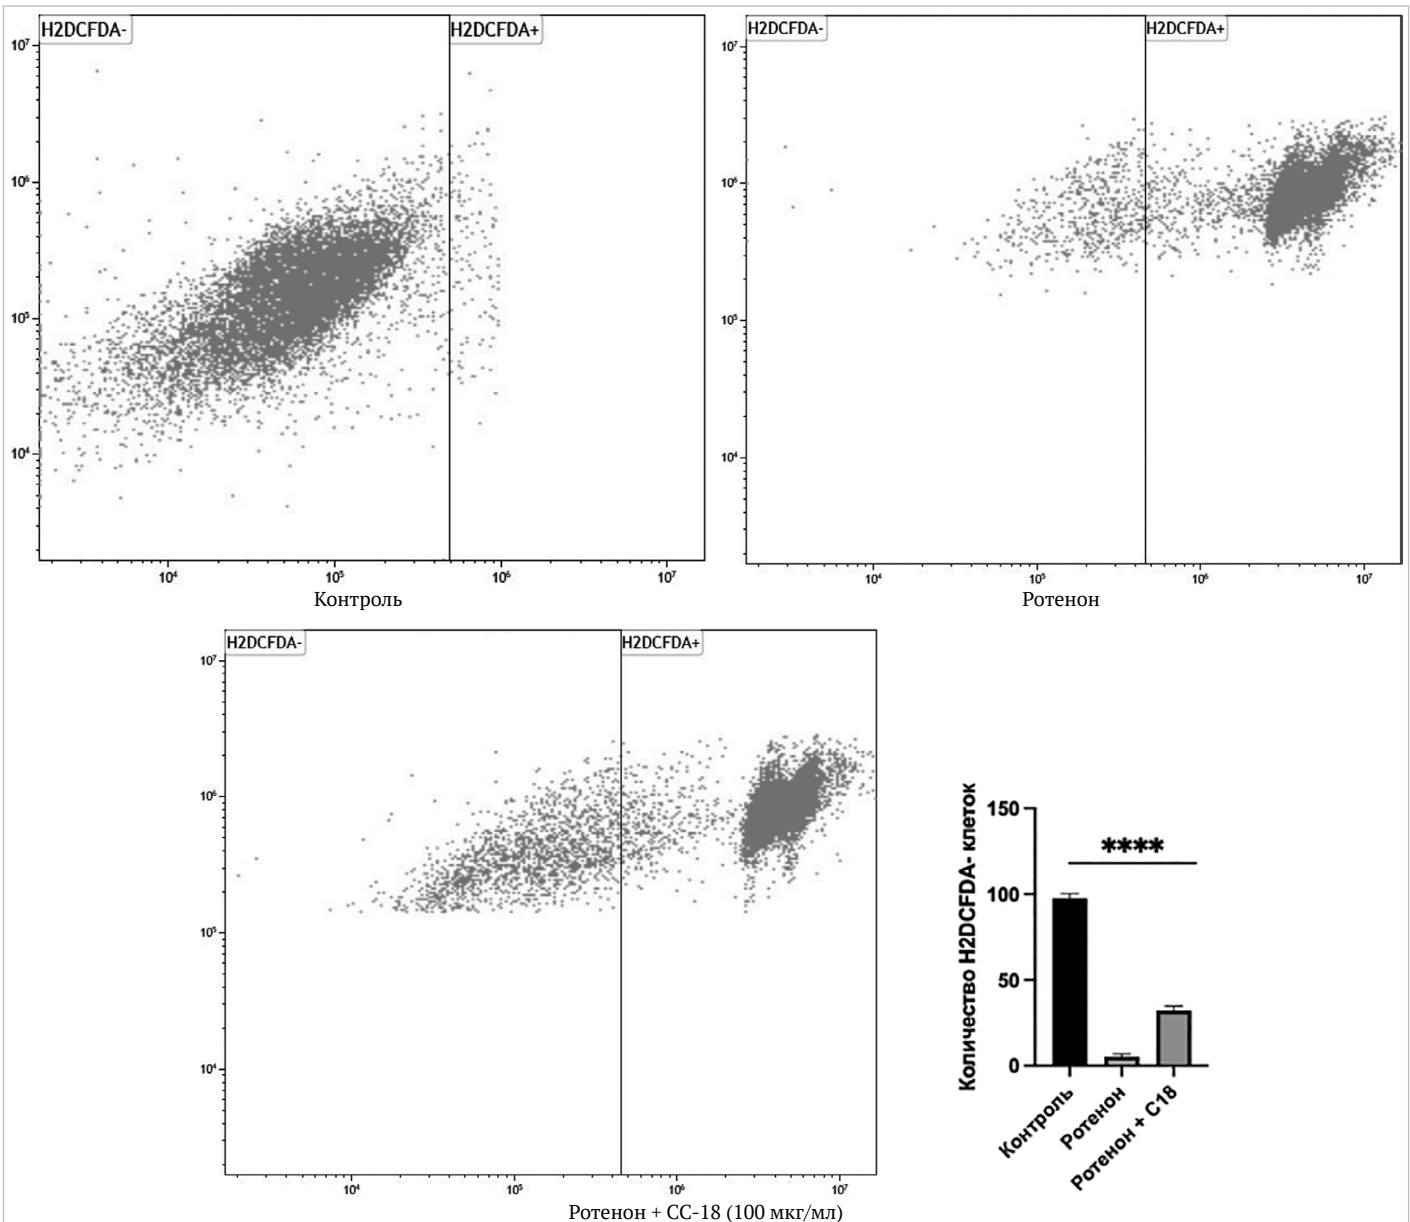 H2DCFDA-
H2DCFDA+
10⁷
10⁶
10⁵
10⁴
10⁴
10⁵
10⁶
10⁷
Контроль
H2DCFDA-
H2DCFDA+
10⁷
10⁶
10⁵
10⁴
10⁴
10⁵
10⁶
10⁷
Ротенон
H2DCFDA-
H2DCFDA+
10⁷
10⁶
10⁵
10⁴
10⁴
10⁵
10⁶
10⁷
Ротенон + СС-18 (100 мкг/мл)
Количество H2DCFDA- клеток
150
100
50
0
****
Контроль
Ротенон
Ротенон + С18